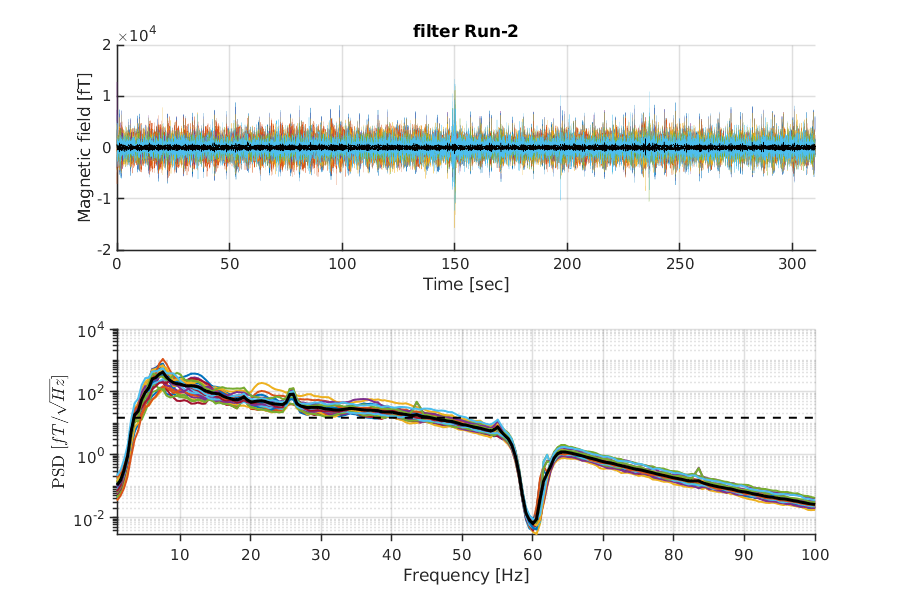 filter Run-2
×10⁴
2
1
0
-1
-2
Magnetic field [fT]
0 50 100 150 200 250 300
Time [sec]
10⁴
10²
10⁰
10⁻²
PSD [fT/√Hz]
10 20 30 40 50 60 70 80 90 100
Frequency [Hz]